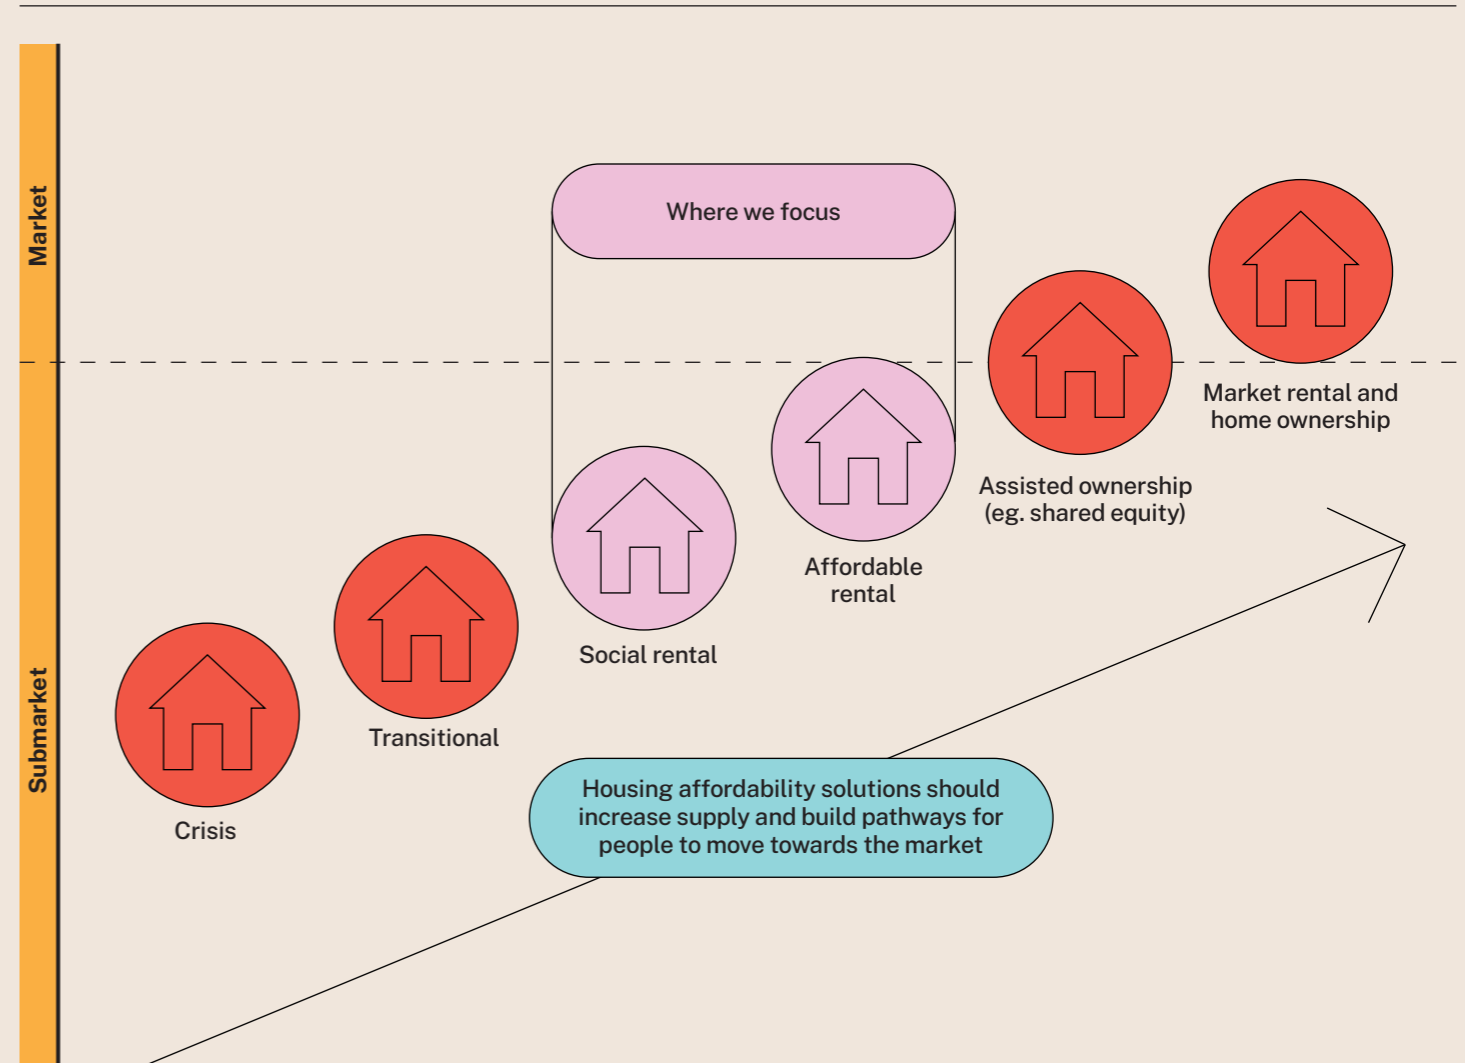 Market
Submarket
Where we focus
Market rental and
home ownership
Assisted ownership
(eg. shared equity)
Affordable
rental
Social rental
Transitional
Crisis
Housing affordability solutions should
increase supply and build pathways for
people to move towards the market